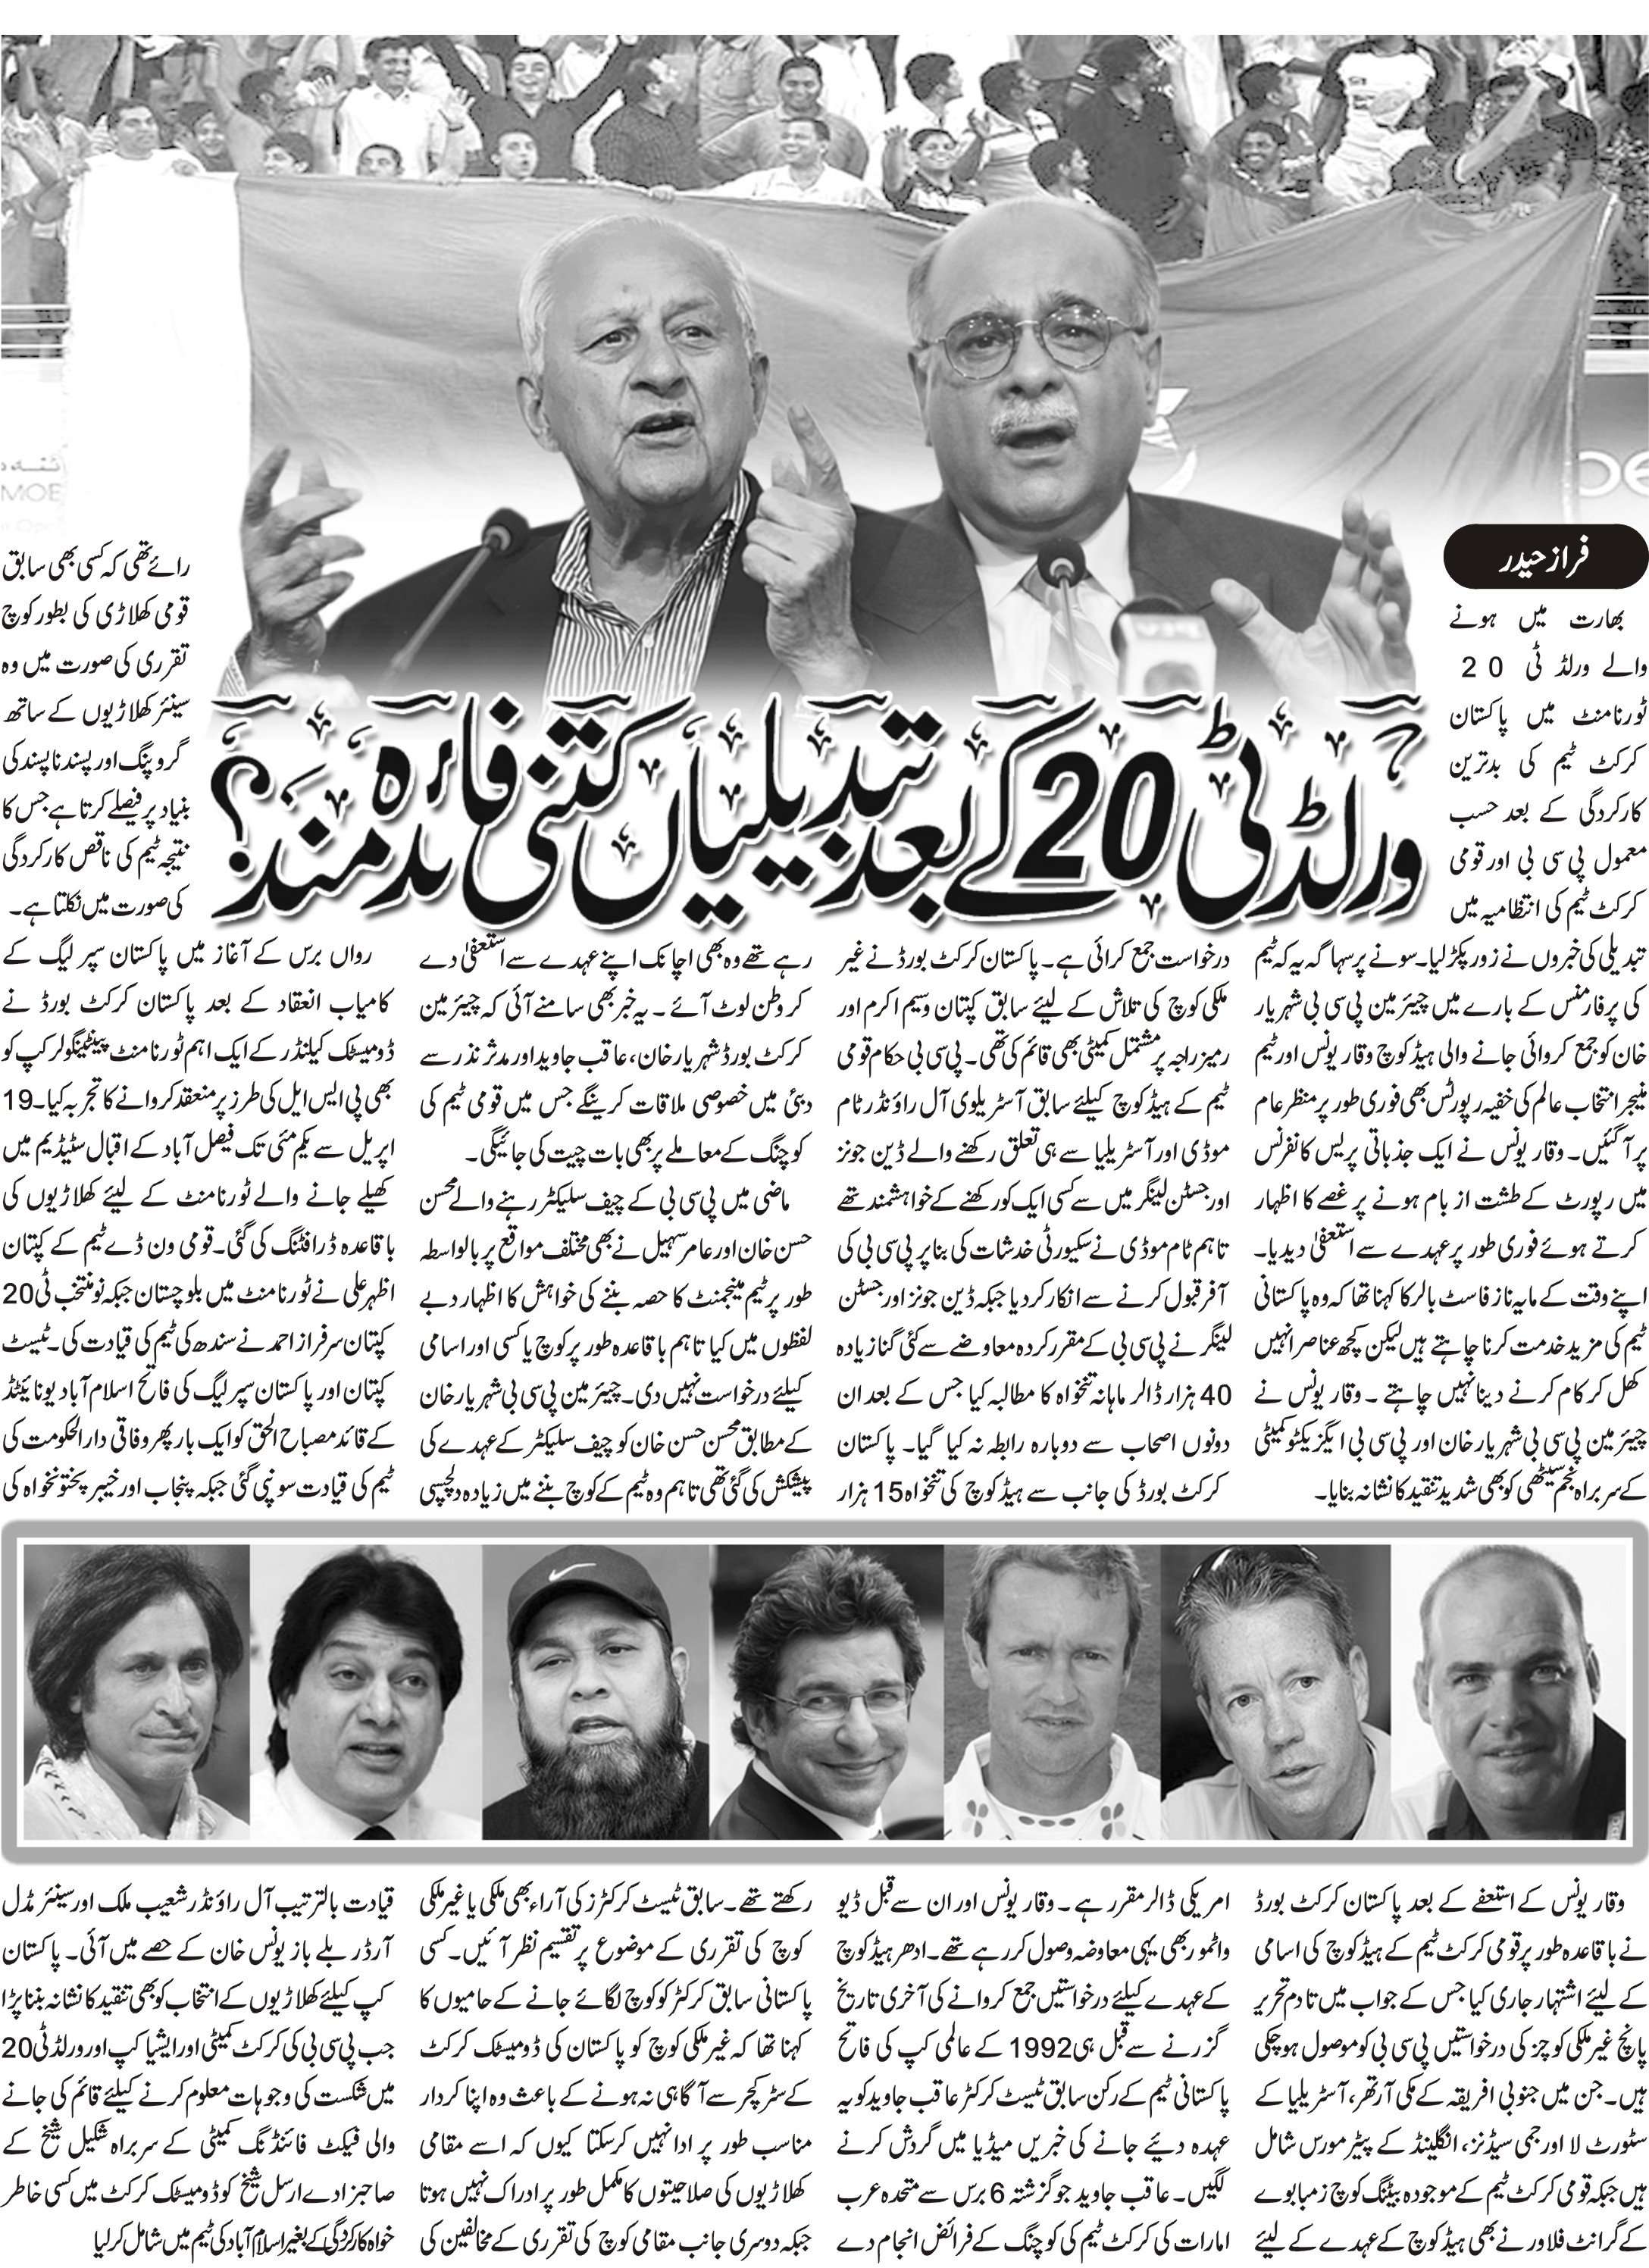 ورلڈ ٹی 20 کے بعد تبدیلیاں کتنی فائدہ مند؟
فراز حیدر
بھارت میں ہونے
والے ورلڈ ٹی 20
ٹورنامنٹ میں پاکستان
کرکٹ ٹیم کی بدترین
کارکردگی کے بعد حسب
معمول پی سی بی اور قومی
کرکٹ ٹیم کی انتظامیہ میں
تبدیلی کی خبروں نے زور پکڑ لیا۔ سونے پر سہاگہ یہ کہ ٹیم
کی پرفارمنس کے بارے میں چیئرمین پی سی بی شہریار
خان کو جمع کروائی جانے والی ہیڈ کوچ وقار یونس اور ٹیم
منیجر انتخاب عالم کی خفیہ رپورٹس بھی فوری طور پر منظر عام
پر آ گئیں۔ وقار یونس نے ایک جذباتی پریس کانفرنس
میں رپورٹ کے طشت از بام ہونے پر غصے کا اظہار
کرتے ہوئے فوری طور پر عہدے سے استعفیٰ دیدیا۔
اپنے وقت کے مایہ ناز فاسٹ بالر کا کہنا تھا کہ وہ پاکستانی
ٹیم کی مزید خدمت کرنا چاہتے ہیں لیکن کچھ عناصر انہیں
کھل کر کام کرنے دینا نہیں چاہتے ۔ وقار یونس نے
چیئرمین پی سی بی شہریار خان اور پی سی بی ایگزیکٹو کمیٹی
کے سربراہ نجم سیٹھی کو بھی شدید تنقید کا نشانہ بنایا۔
وقار یونس کے استعفے کے بعد پاکستان کرکٹ بورڈ
نے باقاعدہ طور پر قومی کرکٹ ٹیم کے ہیڈ کوچ کی اسامی
کے لیئے اشتہار جاری کیا جس کے جواب میں تادم تحریر
پانچ غیر ملکی کوچز کی درخواستیں پی سی بی کو موصول ہو چکی
ہیں۔ جن میں جنوبی افریقہ کے مکی آرتھر، آسٹریلیا کے
سٹورٹ لا اور جمی سیڈنز، انگلینڈ کے پیٹر مورس شامل
ہیں جبکہ قومی کرکٹ ٹیم کے موجودہ بیٹنگ کوچ زمبابوے
کے گرانٹ فلاور نے بھی ہیڈ کوچ کے عہدے کے لیئے
درخواست جمع کرائی ہے۔ پاکستان کرکٹ بورڈ نے غیر
ملکی کوچ کی تلاش کے لیئے سابق کپتان وسیم اکرم اور
رمیز راجہ پر مشتمل کمیٹی بھی قائم کی تھی۔ پی سی بی حکام قومی
ٹیم کے ہیڈ کوچ کیلئے سابق آسٹریلوی آل راؤنڈر ٹام
موڈی اور آسٹریلیا سے ہی تعلق رکھنے والے ڈین جونز
اور جسٹن لینگر میں سے کسی ایک کو رکھنے کے خواہشمند تھے
تاہم ٹام موڈی نے سکیورٹی خدشات کی بنا پر پی سی بی کی
آفر قبول کرنے سے انکار کر دیا جبکہ ڈین جونز اور جسٹن
لینگر نے پی سی بی کے مقرر کردہ معاوضے سے کئی گنا زیادہ
40 ہزار ڈالر ماہانہ تنخواہ کا مطالبہ کیا جس کے بعد ان
دونوں اصحاب سے دوبارہ رابطہ نہ کیا گیا۔ پاکستان
کرکٹ بورڈ کی جانب سے ہیڈ کوچ کی تنخواہ 15 ہزار
امریکی ڈالر مقرر ہے ۔ وقار یونس اور ان سے قبل ڈیو
واٹمور بھی یہی معاوضہ وصول کر رہے تھے۔ ادھر ہیڈ کوچ
کے عہدے کیلئے درخواستیں جمع کروانے کی آخری تاریخ
گزرنے سے قبل ہی 1992 کے عالمی کپ کی فاتح
پاکستانی ٹیم کے رکن سابق ٹیسٹ کرکٹر عاقب جاوید کو یہ
عہدہ دیئے جانے کی خبریں میڈیا میں گردش کرنے
لگیں۔ عاقب جاوید جو گزشتہ 6 برس سے متحدہ عرب
امارات کی کرکٹ ٹیم کی کوچنگ کے فرائض انجام دے
رہے تھے وہ بھی اچانک اپنے عہدے سے استعفیٰ دے
کر وطن لوٹ آئے ۔ یہ خبر بھی سامنے آئی کہ چیئرمین
کرکٹ بورڈ شہریار خان، عاقب جاوید اور مدثر نذر سے
دبئی میں خصوصی ملاقات کرینگے جس میں قومی ٹیم کی
کوچنگ کے معاملے پر بھی بات چیت کی جائیگی۔
ماضی میں پی سی بی کے چیف سلیکٹر رہنے والے محسن
حسن خان اور عامر سہیل نے بھی مختلف مواقع پر بالواسطہ
طور پر ٹیم مینجمنٹ کا حصہ بننے کی خواہش کا اظہار دبے
لفظوں میں کیا تاہم باقاعدہ طور پر کوچ یا کسی اور اسامی
کیلئے درخواست نہیں دی۔ چیئرمین پی سی بی شہریار خان
کے مطابق محسن حسن خان کو چیف سلیکٹر کے عہدے کی
پیشکش کی گئی تھی تاہم وہ ٹیم کے کوچ بننے میں زیادہ دلچسپی
رکھتے تھے۔ سابق ٹیسٹ کرکٹرز کی آراء بھی ملکی یا غیر ملکی
کوچ کی تقرری کے موضوع پر تقسیم نظر آئیں۔ کسی
پاکستانی سابق کرکٹر کو کوچ لگائے جانے کے حامیوں کا
کہنا تھا کہ غیر ملکی کوچ کو پاکستان کی ڈومیسٹک کرکٹ
کے سٹرکچر سے آگاہی نہ ہونے کے باعث وہ اپنا کردار
مناسب طور پر ادا نہیں کر سکتا کیوں کہ اسے مقامی
کھلاڑیوں کی صلاحیتوں کا مکمل طور پر ادراک نہیں ہوتا
جبکہ دوسری جانب مقامی کوچ کی تقرری کے مخالفین کی
رائے تھی کہ کسی بھی سابق
قومی کھلاڑی کی بطور کوچ
تقرری کی صورت میں وہ
سینئر کھلاڑیوں کے ساتھ
گروپنگ اور پسند نا پسند کی
بنیاد پر فیصلے کرتا ہے جس کا
نتیجہ ٹیم کی ناقص کارکردگی
کی صورت میں نکلتا ہے۔
رواں برس کے آغاز میں پاکستان سپر لیگ کے
کامیاب انعقاد کے بعد پاکستان کرکٹ بورڈ نے
ڈومیسٹک کیلنڈر کے ایک اہم ٹورنامنٹ پینٹینگولر کپ کو
بھی پی ایس ایل کی طرز پر منعقد کروانے کا تجربہ کیا۔ 19
اپریل سے یکم مئی تک فیصل آباد کے اقبال سٹیڈیم میں
کھیلے جانے والے ٹورنامنٹ کے لیئے کھلاڑیوں کی
باقاعدہ ڈرافٹنگ کی گئی۔ قومی ون ڈے ٹیم کے کپتان
اظہر علی نے ٹورنامنٹ میں بلوچستان جبکہ نو منتخب ٹی 20
کپتان سرفراز احمد نے سندھ کی ٹیم کی قیادت کی۔ ٹیسٹ
کپتان اور پاکستان سپر لیگ کی فاتح اسلام آباد یونائیٹڈ
کے قائد مصباح الحق کو ایک بار پھر وفاقی دارالحکومت کی
ٹیم کی قیادت سونپی گئی جبکہ پنجاب اور خیبر پختونخواہ کی
قیادت بالترتیب آل راؤنڈر شعیب ملک اور سینئر مڈل
آرڈر بلے باز یونس خان کے حصے میں آئی۔ پاکستان
کپ کیلئے کھلاڑیوں کے انتخاب کو بھی تنقید کا نشانہ بننا پڑا
جب پی سی بی کی کرکٹ کمیٹی اور ایشیا کپ اور ورلڈ ٹی 20
میں شکست کی وجوہات معلوم کرنے کیلئے قائم کی جانے
والی فیکٹ فائنڈنگ کمیٹی کے سربراہ شکیل شیخ کے
صاحبزادے ارسل شیخ کو ڈومیسٹک کرکٹ میں کسی خاطر
خواہ کارکردگی کے بغیر اسلام آباد کی ٹیم میں شامل کر لیا
MOE